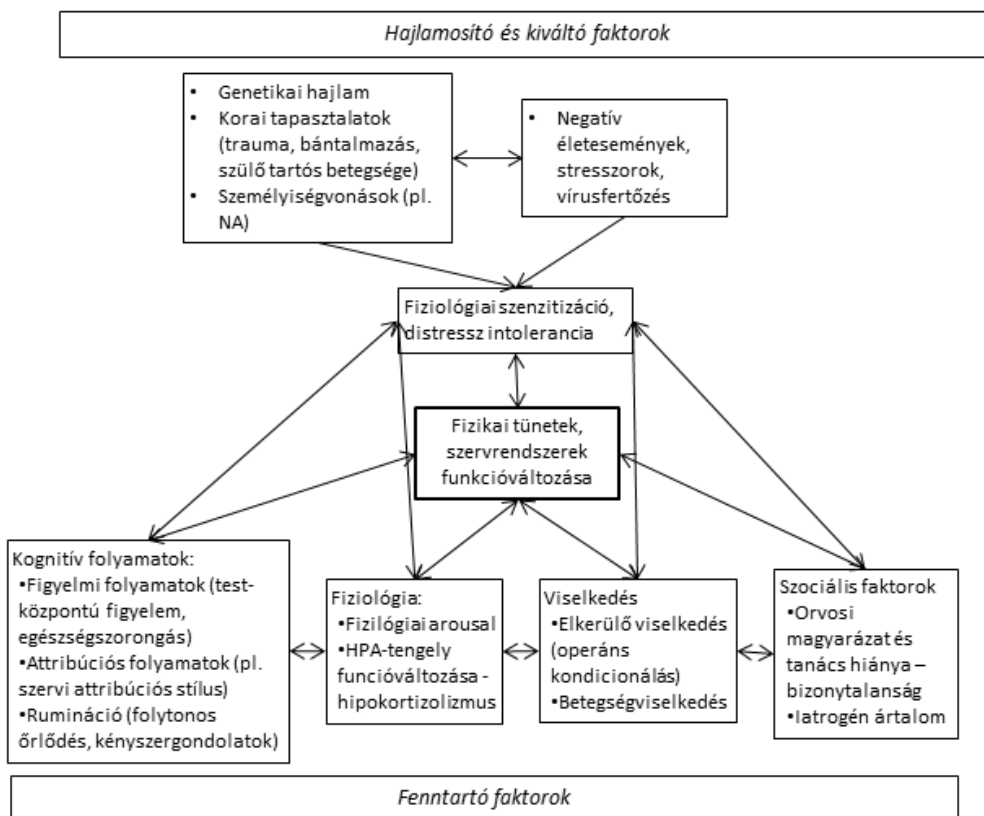 Hajlamosító és kiváltó faktorok
• Genetikai hajlam
• Korai tapasztalatok
(trauma, bántalmazás,
szülő tartós betegsége)
• Személyiségvonások (pl.
NA)
• Negatív
életesemények,
stresszorok,
vírusfertőzés
Fiziológiai szenzitizáció,
distressz intolerancia
Fizikai tünetek,
szervrendszerek
funkcióváltozása
Kognitív folyamatok:
•Figyelmi folyamatok (test-
központú figyelem,
egészségszorongás)
•Attribúciós folyamatok (pl.
szervi attribúciós stílus)
•Rumináció (folytonos
őrlődés, kényszergondolatok)
Fiziológia:
•Fizilógiai arousal
•HPA-tengely
funcióváltozása -
hipokortizolizmus
Viselkedés
•Elkerülő viselkedés
(operáns
kondicionálás)
•Betegségviselkedés
Szociális faktorok
•Orvosi
magyarázat és
tanács hiánya –
bizonytalanság
•Iatrogén ártalom
Fenntartó faktorok